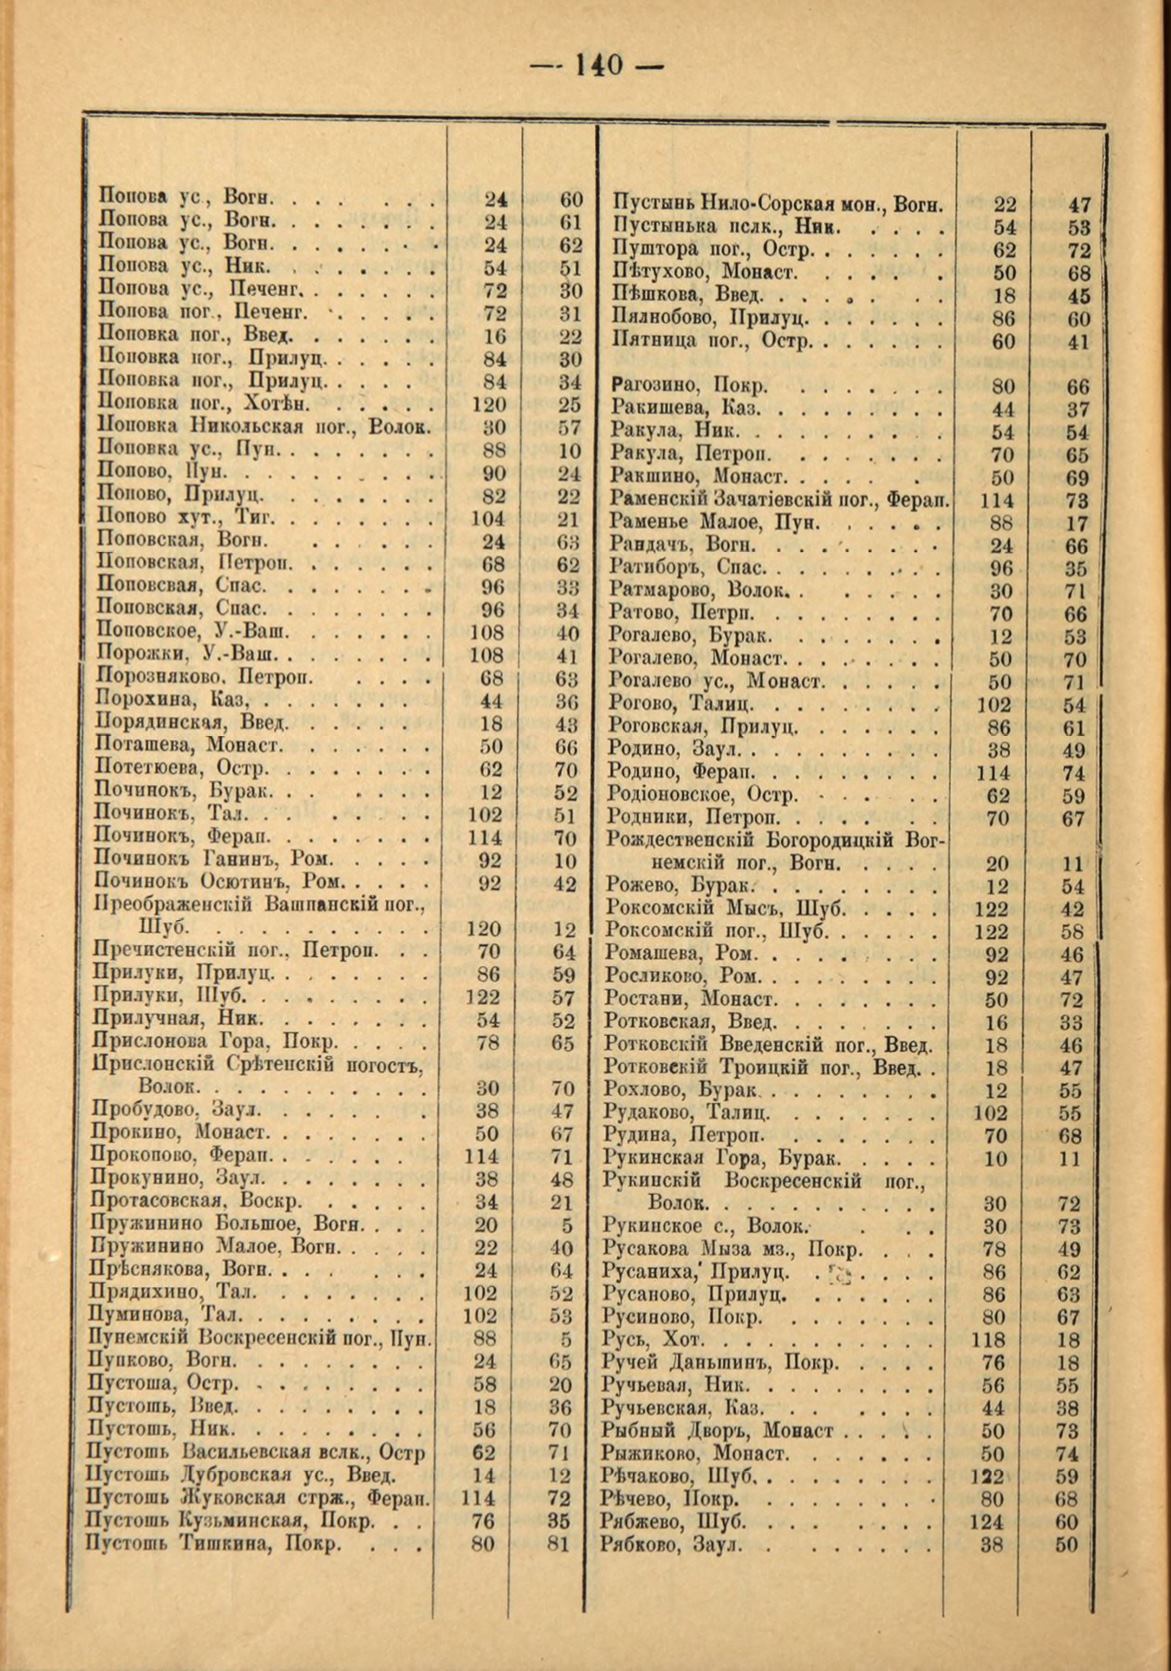 — 140 —
Попова ус, Вогн. . . . . . . 24 60
Попова ус., Вогн. . . . . . . . 24 61
Попова ус., Вогн. . . . . . . . 24 62
Попова ус., Ник. . . . . . . . 54 51
Попова ус., Печенг. . . . . . . 72 30
Попова пог., Печенг. . . . . . . 72 31
Поповка пог., Введ. . . . . . . 16 22
Поповка пог., Прилуц. . . . . . 84 30
Поповка пог., Прилуц. . . . . 84 34
Поповка пог., Хотѣн. . . . . . 120 25
Поповка Никольская пог., Волок. 30 57
Поповка ус., Пун. . . . . . . . 88 10
Попово, Пун. . . . . . . . . . 90 24
Попово, Прилуц. . . . . . . . 82 22
Попово хут., Тиг. . . . . . . . 104 21
Поповская, Вогн. . . . . . . 24 63
Поповская, Петроп. . . . . . . 68 62
Поповсвая, Спас. . . . . . . . 96 33
Поповская, Спас. . . . . . . . 96 34
Поповское, У.-Ваш. . . . . . . 108 40
Порожки, У.-Ваш. . . . . . . . 108 41
Порозняково, Петроп. . . . . 68 63
Порохина, Каз, . . . . . . . 44 36
Порядинская, Введ. . . . . . 18 43
Поташева, Монаст. . . . . . . 50 66
Потетюева, Остр. . . . . . . . 62 70
Починокъ, Бурак. . . . . . . 12 52
Починокъ, Тал. . . . . . . . 102 51
Починокъ, Ферап. . . . . . . . 114 70
Починокъ Ганинъ, Ром. . . . . 92 10
Починокъ Осютинъ, Ром. . . . . 92 42
Преображенскій Вашпанскій пог.,
Шуб. . . . . . . . . . . 120 12
Пречистенскій пог., Петроп. . . 70 64
Прилуки, Прилуц. . . . . . . . 86 59
Прилуки, Шуб. . . . . . . . . 122 57
Прилучная, Ник. . . . . . . . 54 52
Прислонова Гора, Покр. . . . . 78 65
Прислонскій Срѣтенскій погостъ,
Волок. . . . . . . . . . . 30 70
Пробудово, Заул. . . . . . . . 38 47
Прокино, Монаст. . . . . . . . 50 67
Прокопово, Ферап. . . . . . . 114 71
Прокунино, Заул. . . . . . . . 38 48
Протасовская, Воскр. . . . . . 34 21
Пружинино Большое, Вогн. . . . 20 5
Пружинино Малое, Вогн. . . . . 22 40
Прѣснякова, Вогн. . . . . . . 24 64
Прядихино, Тал. . . . . . . . 102 52
Пуминова, Тал. . . . . . . . . 102 53
Пунемскій Воскресенскій пог., Пун. 88 5
Пупково, Вогн. . . . . . . . . 24 65
Пустоша, Остр. . . . . . . . . 58 20
Пустошь, Введ. . . . . . . . . 18 36
Пустошь, Ник. . . . . . . . . 56 70
Пустошь Васильевская вслк., Остр 62 71
Пустошь Дубровская ус., Введ. 14 12
Пустошь Жуковская стрж., Ферап. 114 72
Пустошь Кузьминская, Покр. . . 76 35
Пустошь Тишкина, Покр. . . . 80 81
Пустынь Нило-Сорская мон., Вогн. 22 47
Пустынька пслк., Ник. . . . . 54 53
Пуштора пог., Остр. . . . . . . 62 72
Пѣтухово, Монаст. . . . . . 50 68
Пѣшкова, Введ. . . . . . . . 18 45
Пялнобово, Прилуц. . . . . . . 86 60
Пятница пог., Остр. . . . . . . 60 41
Рагозино, Покр. . . . . . . . 80 66
Ракишева, Каз. . . . . . . . . 44 37
Ракула, Ник. . . . . . . . . . 54 54
Ракула, Петроп. . . . . . . . 70 65
Ракшино, Монаст. . . . . . 50 69
Раменскій Зачатіевскій пог., Ферап. 114 73
Раменье Малое, Пун. . . . . . 88 17
Рандачъ, Вогн. . . . . . . . . 24 66
Ратиборъ, Спас. . . . . . . . . 96 35
Ратмарово, Волок. . . . . . . 30 71
Ратово, Петрп. . . . . . . . . 70 66
Рогалево, Бурак. . . . . . . . 12 53
Рогалево, Монаст. . . . . . . . 50 70
Рогалево ус., Монаст. . . . . . 50 71
Рогово, Талиц. . . . . . . . . 102 54
Роговская, Прилуц. . . . . . . 86 61
Родино, Заул. . . . . . . . . . 38 49
Родино, Ферап. . . . . . . . . 114 74
Родіоновское, Остр. . . . . . 62 59
Родники, Петроп. . . . . . . 70 67
Рождественскій Богородицкій Вог-
немскій пог., Вогн. . . . . 20 11
Рожево, Бурак. . . . . . . . . 12 54
Роксомскій Мысъ, Шуб. . . . . 122 42
Роксомскій пог., Шуб. . . . . . 122 58
Ромашева, Ром. . . . . . . . . 92 46
Росликово, Ром. . . . . . . . . 92 47
Ростани, Монаст. . . . . . . . 50 72
Ротковская, Введ. . . . . . . . 16 33
Ротковскій Введенскій пог., Введ. 18 46
Ротковскій Троицкій пог., Введ. . 18 47
Рохлово, Бурак. . . . . . . . . 12 55
Рудаково, Талиц. . . . . . . . 102 55
Рудина, Петроп. . . . . . . . 70 68
Рукинская Гора, Бурак. . . . . 10 11
Рукинскій Воскресенскій пог.,
Волок. . . . . . . . . . . 30 72
Рукинское с., Волок. . . . 30 73
Русакова Мыза мз., Покр. . . . 78 49
Русаниха, Прилуц. . . . . . 86 62
Русаново, Прилуц. . . . . . . 86 63
Русиново, Покр. . . . . . . . 80 67
Русь, Хот. . . . . . . . . . . 118 18
Ручей Даньшинъ, Покр. . . . . 76 18
Ручьевая, Ник. . . . . . . . . 56 55
Ручьевская, Каз. . . . . . . 44 38
Рыбный Дворъ, Монаст . . . . . 50 73
Рыжиково, Монаст. . . . . . . 50 74
Рѣчаково, Шуб. . . . . . . . . 122 59
Рѣчево, Покр. . . . . . . . . 80 68
Рябжево, Шуб. . . . . . . . 124 60
Рябково, Заул. . . . . . . . 38 50